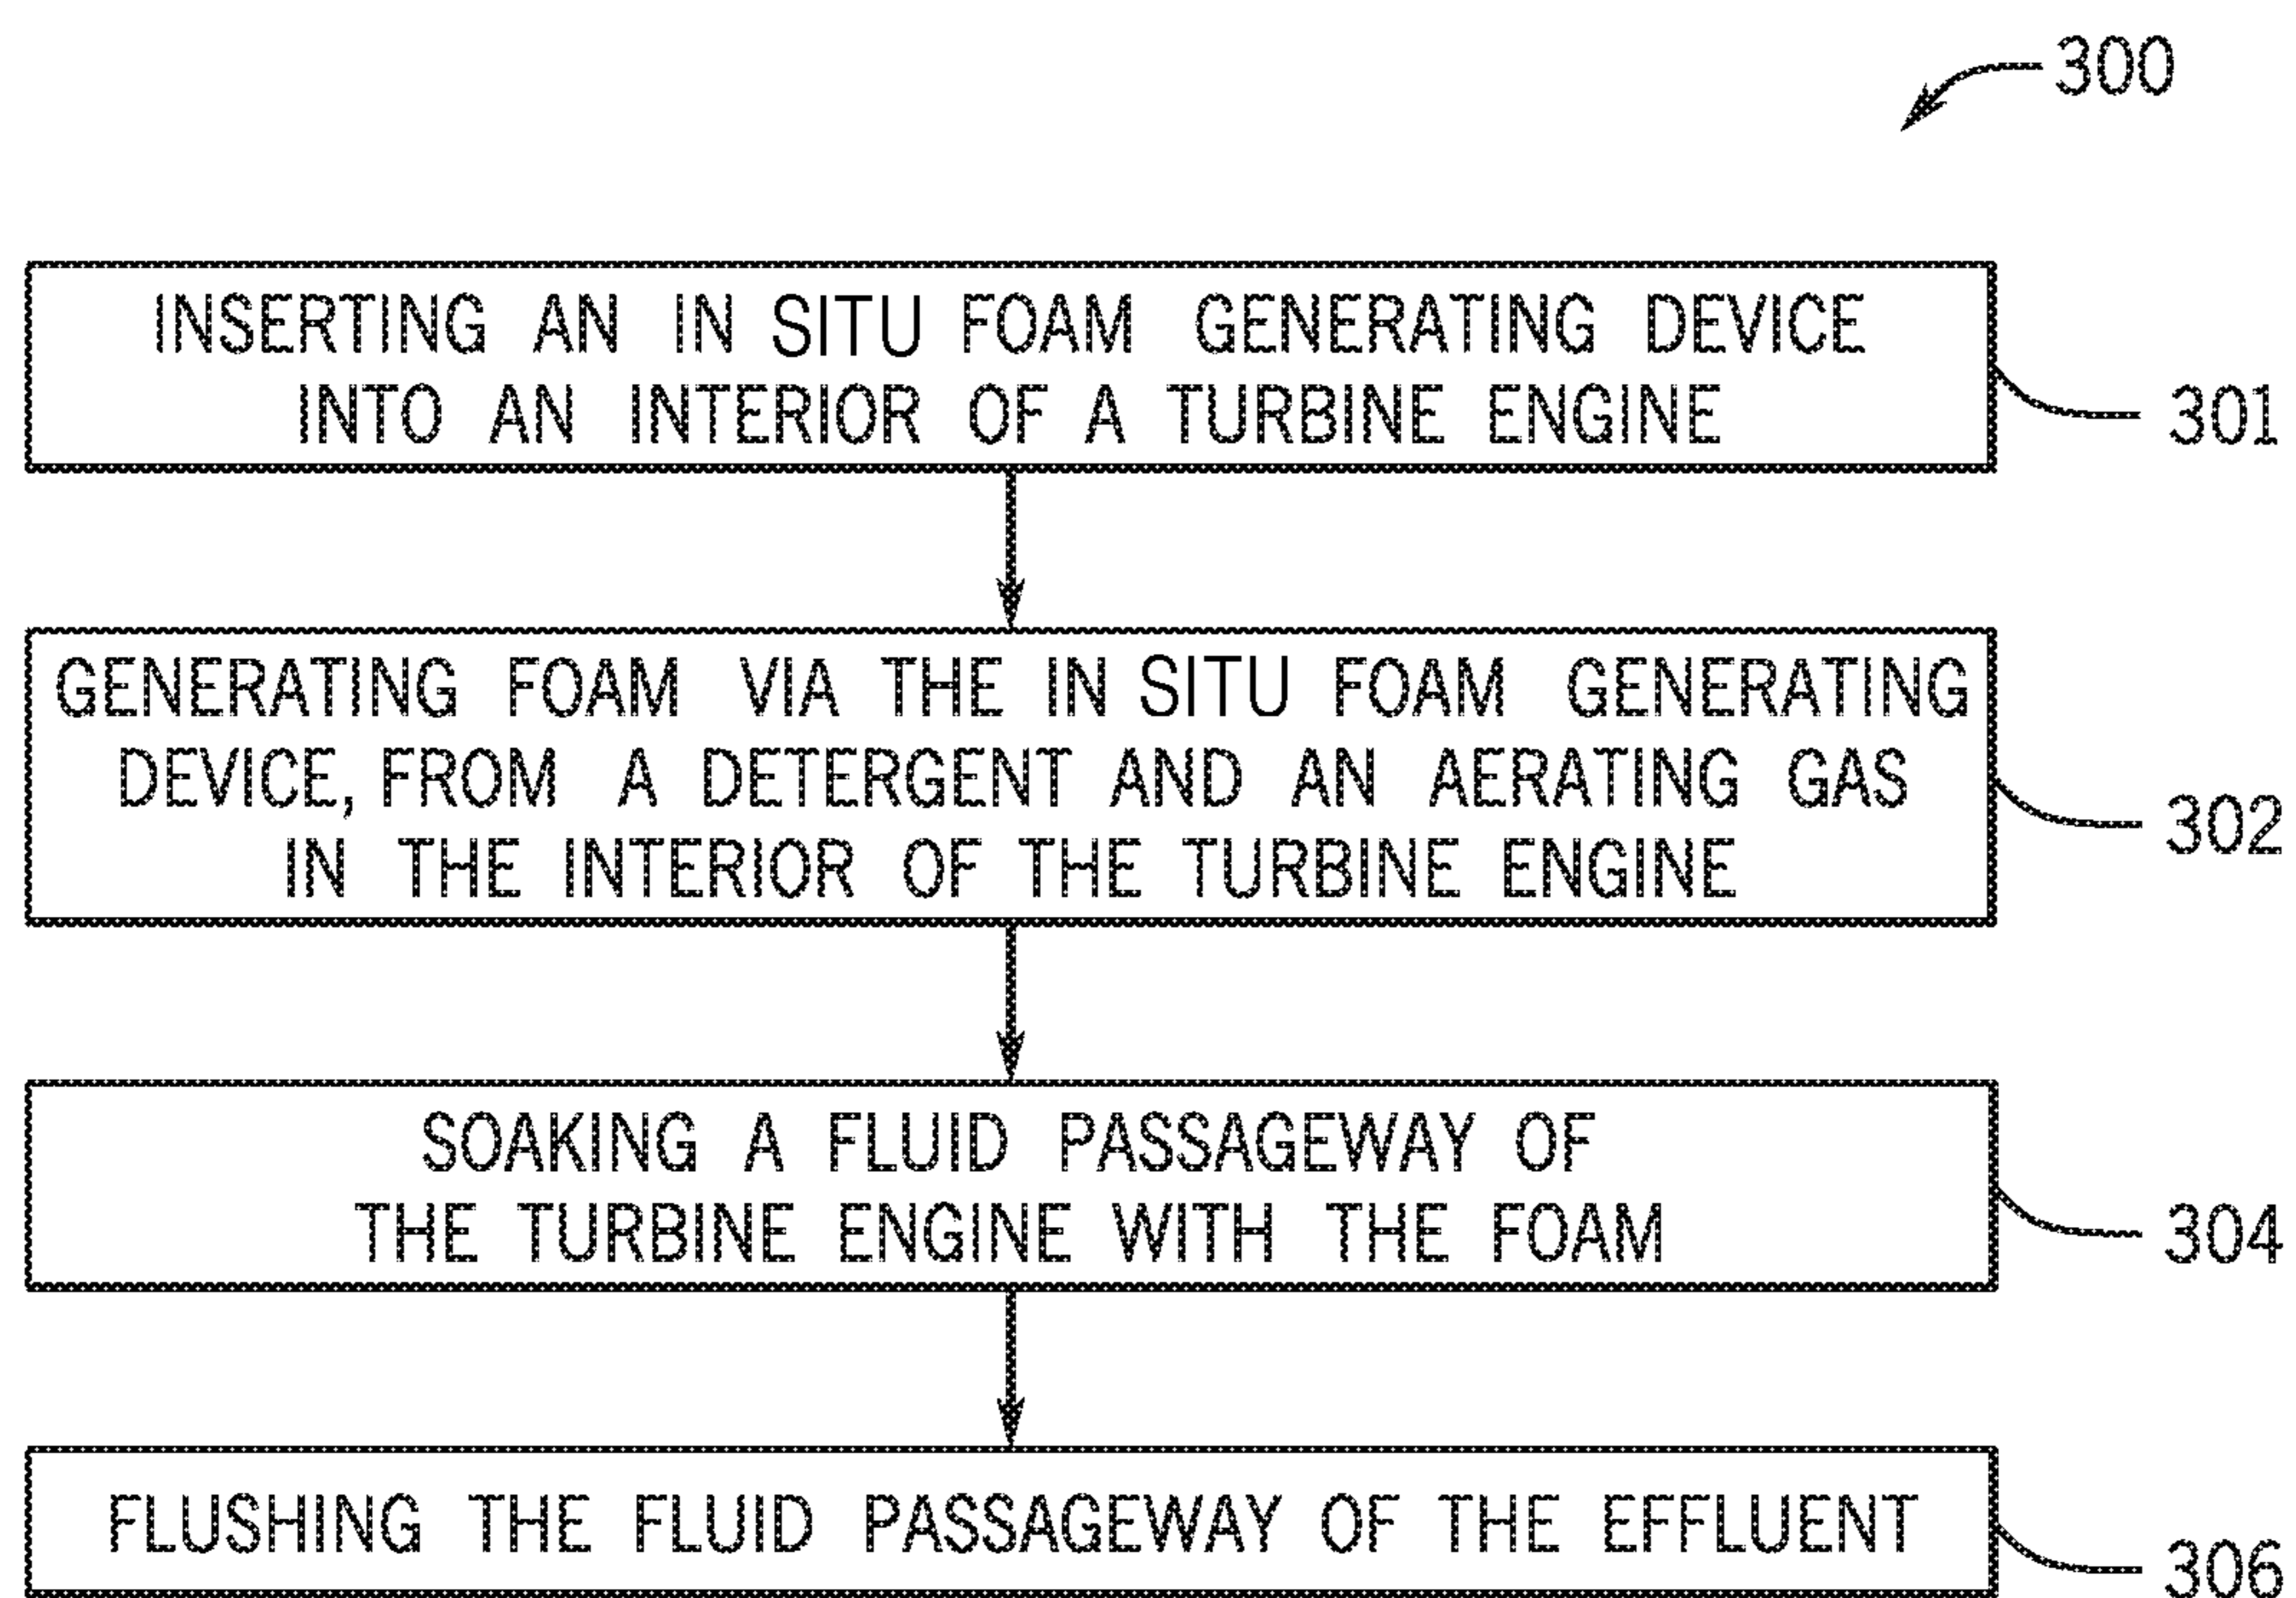 300
INSERTING AN IN SITU FOAM GENERATING DEVICE
INTO AN INTERIOR OF A TURBINE ENGINE
301
GENERATING FOAM VIA THE IN SITU FOAM GENERATING
DEVICE, FROM A DETERGENT AND AN AERATING GAS
IN THE INTERIOR OF THE TURBINE ENGINE
302
SOAKING A FLUID PASSAGEWAY OF
THE TURBINE ENGINE WITH THE FOAM
304
FLUSHING THE FLUID PASSAGEWAY OF THE EFFLUENT
306